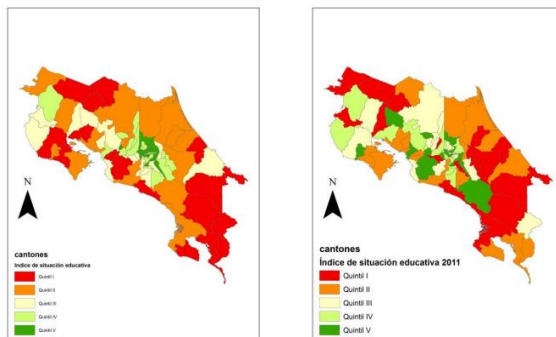 N
cantones
Indice de situación educativa
Quintil I
Quintil II
Quintil III
Quintil IV
Quintil V
N
cantones
Índice de situación educativa 2011
Quintil I
Quintil II
Quintil III
Quintil IV
Quintil V